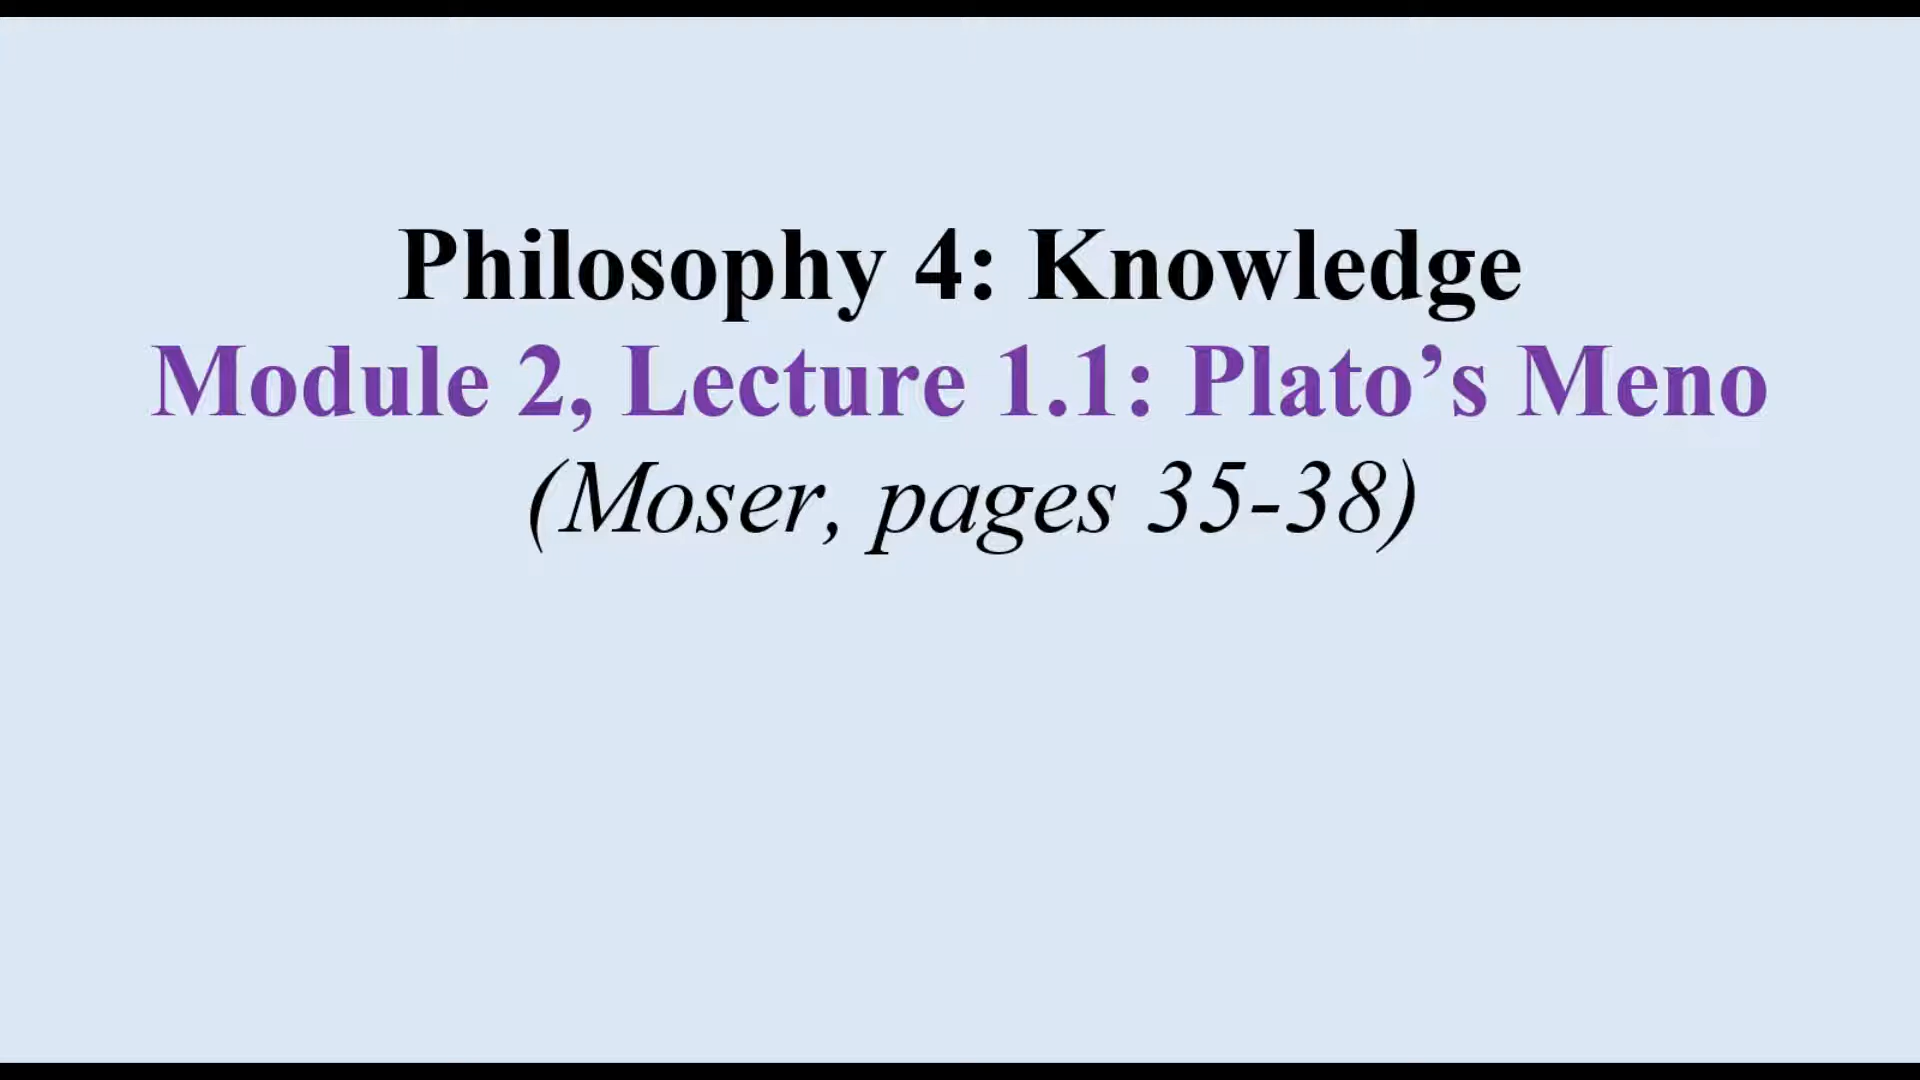 Philosophy 4: Knowledge
Module 2, Lecture 1.1: Plato’s Meno
(Moser, pages 35-38)